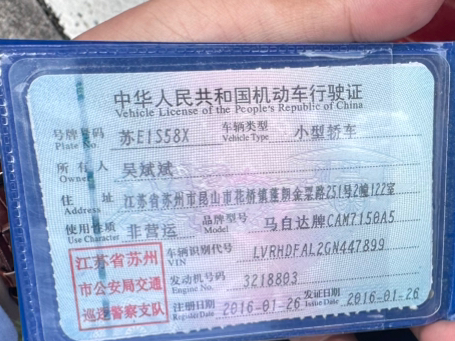 中华人民共和国机动车行驶证
Vehicle License of the People's Republic of China
号牌号码 苏E1S58X 车辆类型 小型轿车
Plate No. Vehicle Type
所有人 吴斌斌
Owner
住址 江苏省苏州市昆山市花桥镇蓬朗金粟路251号2幢122室
Address
使用性质 非营运 品牌型号 马自达牌CAM7150A5
Use Character Model
江苏省苏州 车辆识别代号 LVRHDFAL2GN447899
VIN
市公安局交通 发动机号码 3218803
Engine No.
巡逻警察支队 注册日期 2016-01-26 发证日期 2016-01-26
Register Date Issue Date